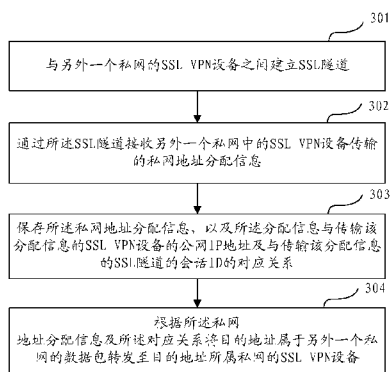 301
与另外一个私网的SSL VPN设备之间建立SSL隧道
302
通过所述SSL隧道接收另外一个私网中的SSL VPN设备传输
的私网地址分配信息
303
保存所述私网地址分配信息、以及所述分配信息与传输该
分配信息的SSL VPN设备的公网IP地址及与传输该分配信息
的SSL隧道的会话ID的对应关系
304
根据所述私网
地址分配信息及所述对应关系将目的地址属于另外一个私
网的数据包转发至目的地址所属私网的SSL VPN设备